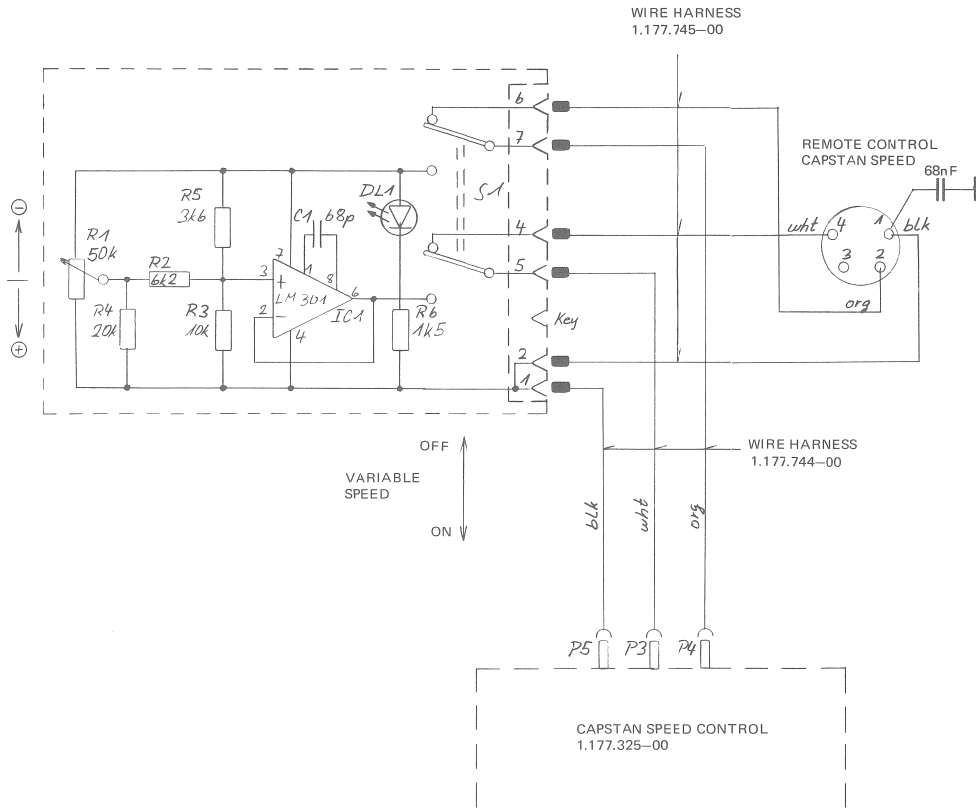 WIRE HARNESS
1.177.745-00
REMOTE CONTROL
CAPSTAN SPEED
68nF
6
7
S1
4
5
Key
2
1
wht
4
1
blk
3
2
org
R5
3k6
DL1
C1
68p
R1
50k
R2
6k2
7
1
8
3
+
LM 301
6
2
−
IC1
4
R4
20k
R3
10k
R6
1k5
−
+
OFF
VARIABLE
SPEED
ON
WIRE HARNESS
1.177.744-00
blk
wht
org
P5
P3
P4
CAPSTAN SPEED CONTROL
1.177.325-00